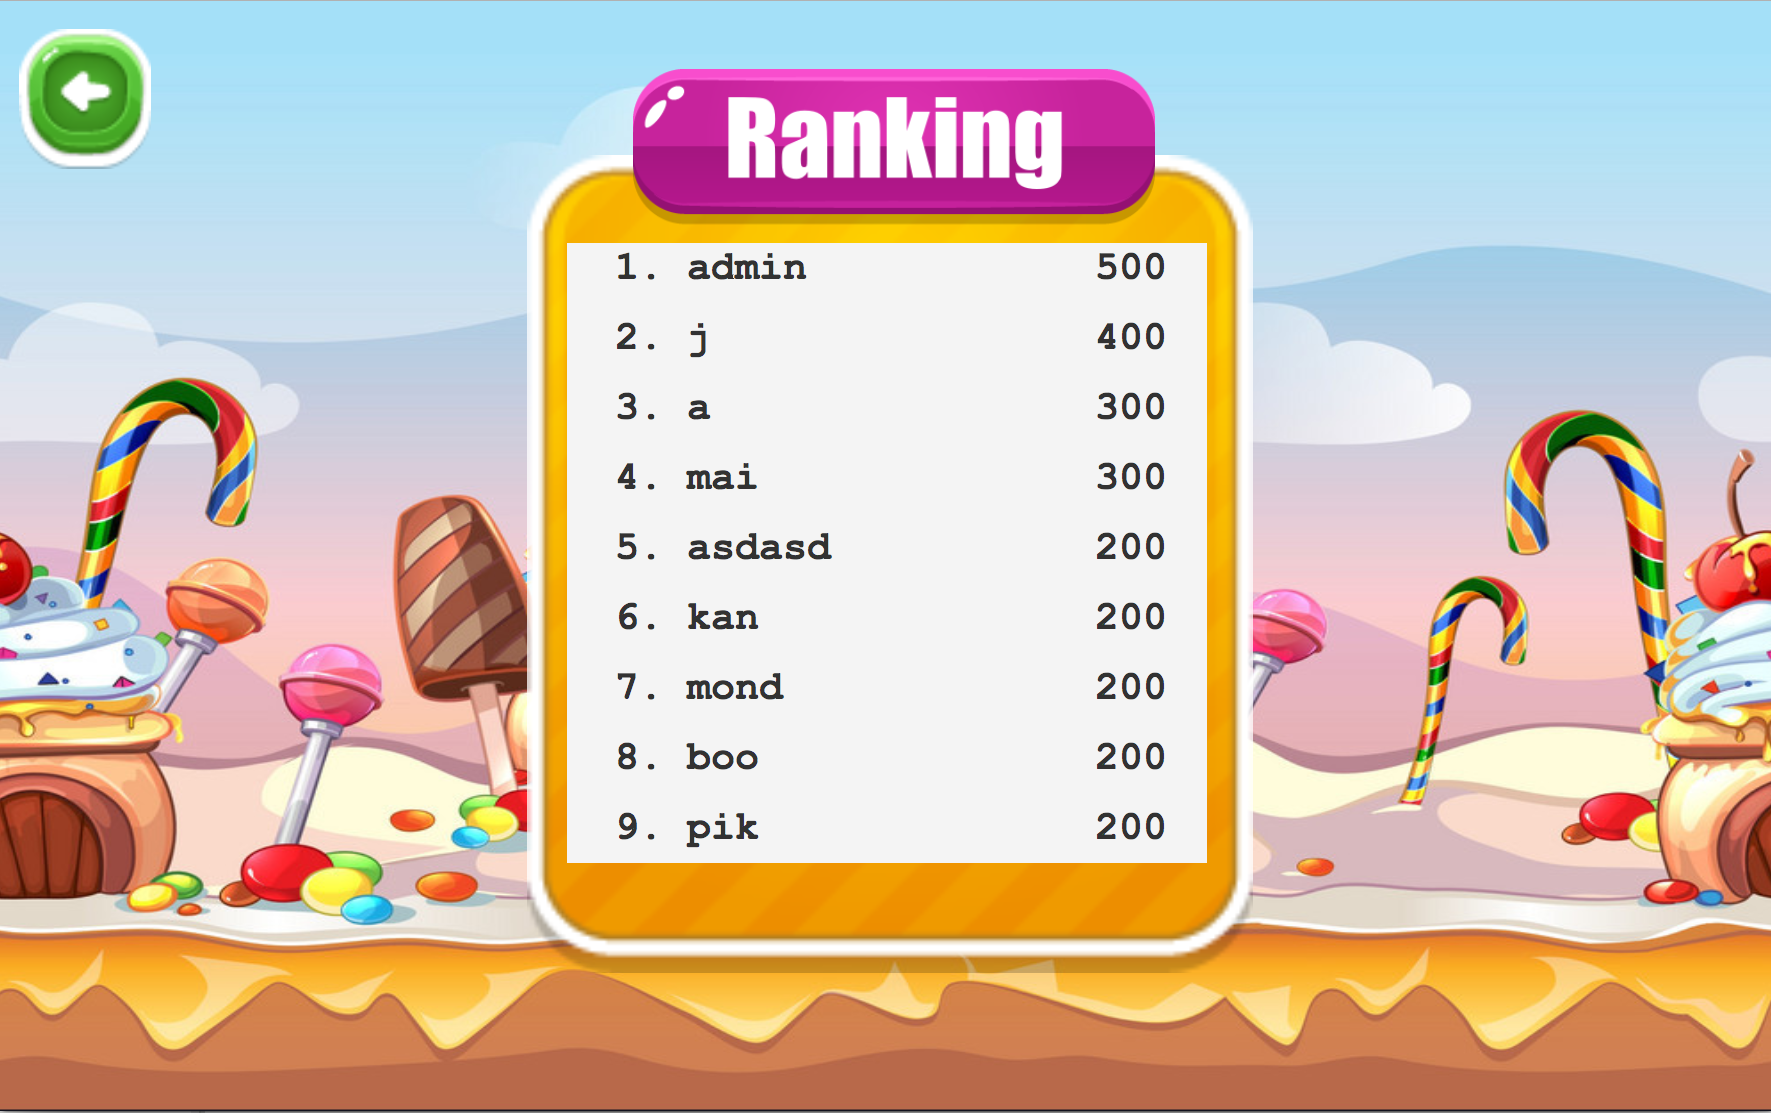 Ranking
1. admin 500
2. j 400
3. a 300
4. mai 300
5. asdasd 200
6. kan 200
7. mond 200
8. boo 200
9. pik 200